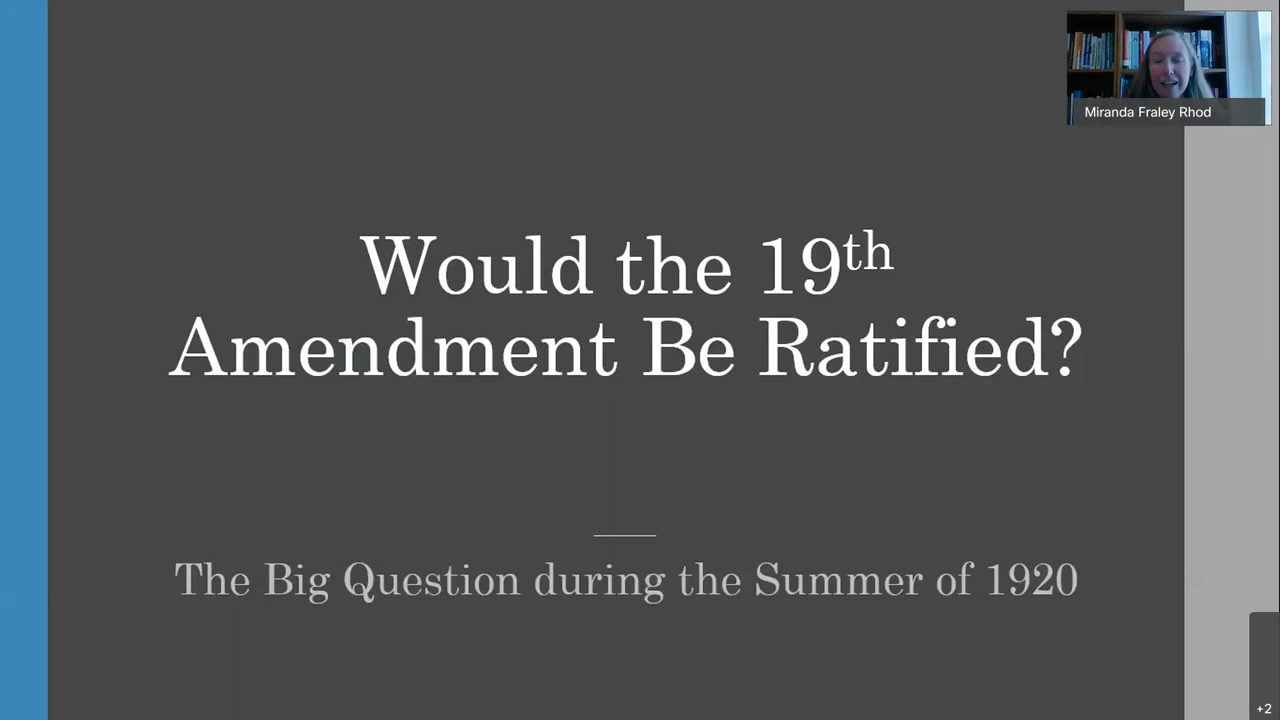 Miranda Fraley Rhod
Would the 19th
Amendment Be Ratified?
The Big Question during the Summer of 1920
+2